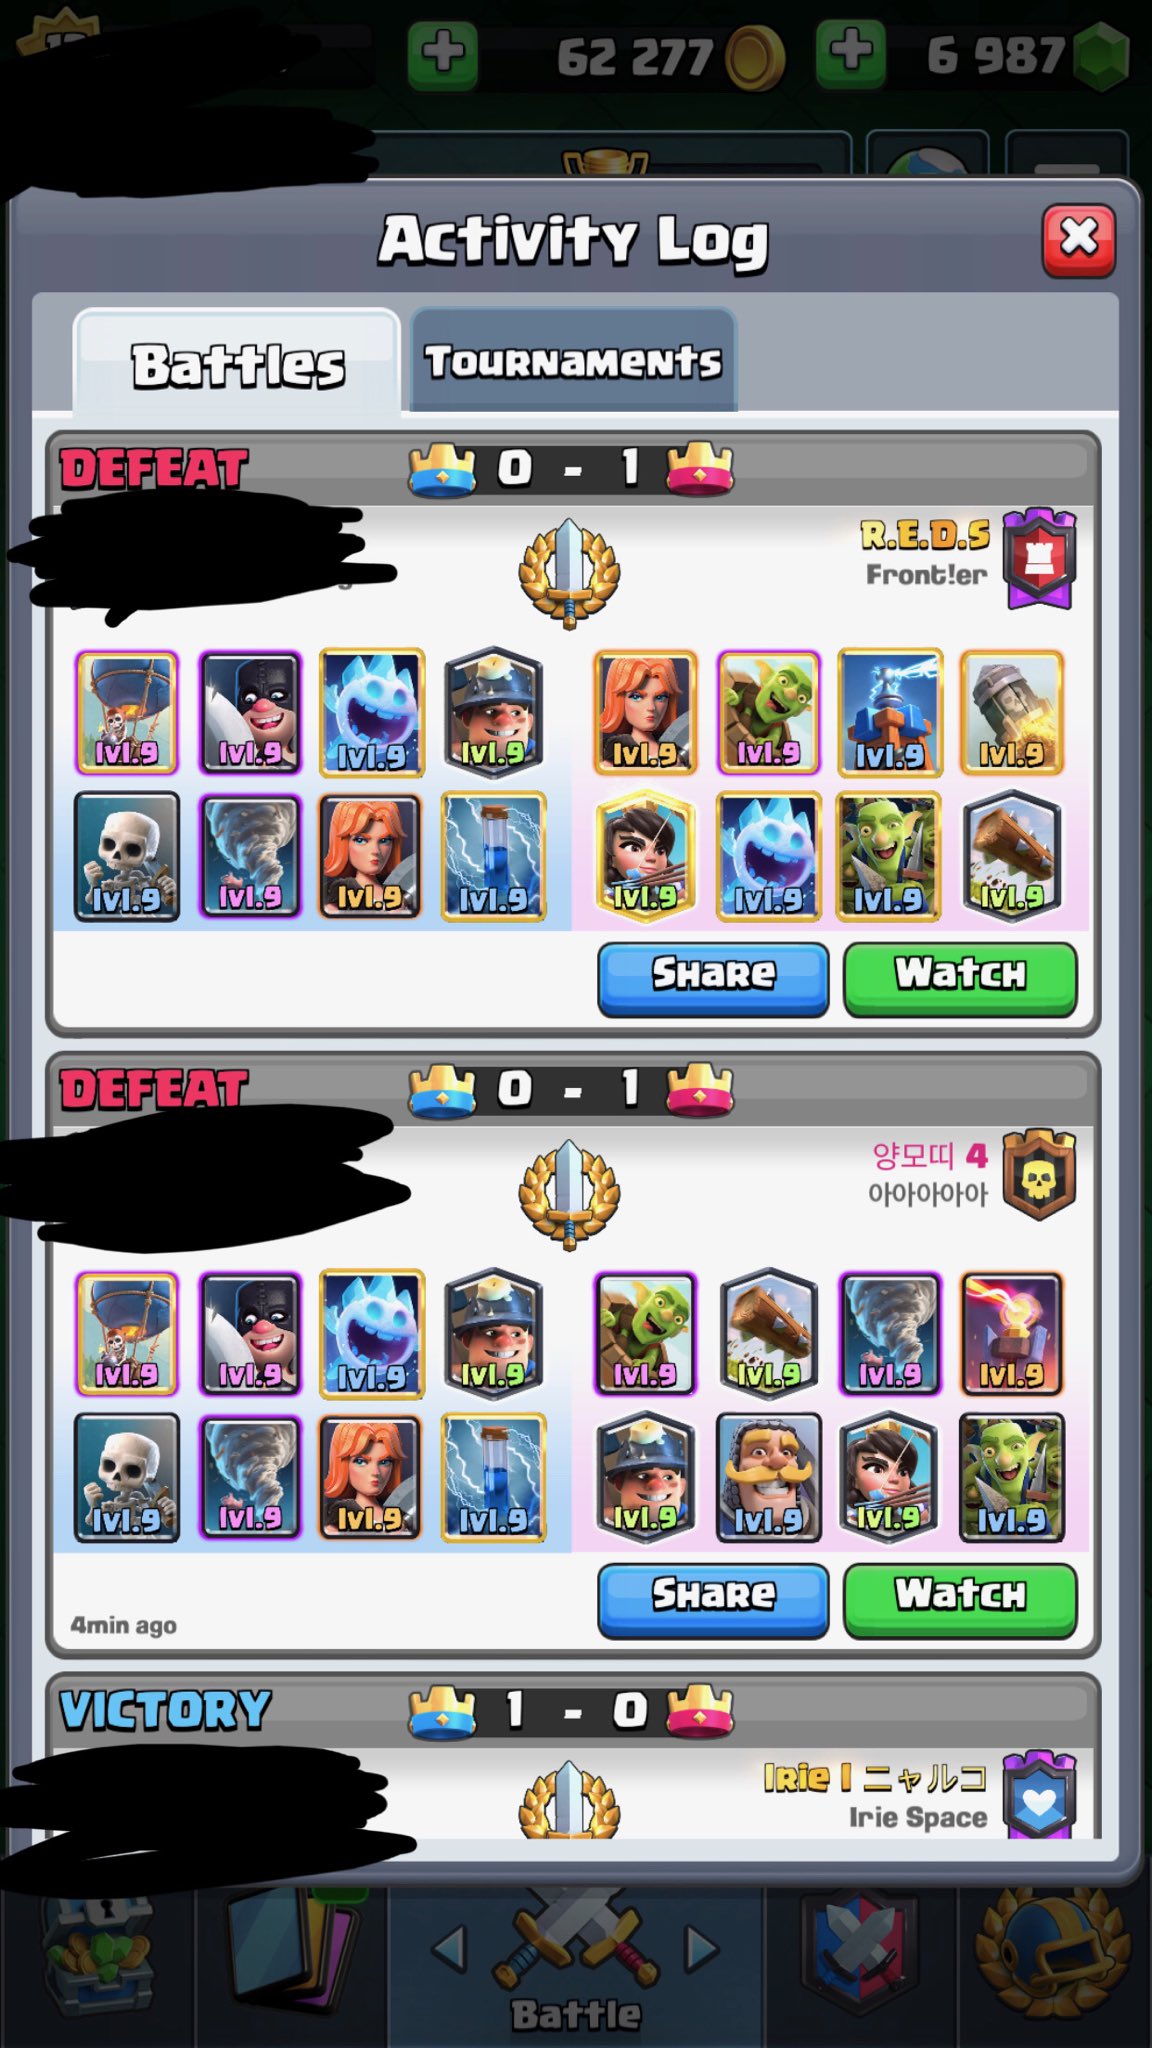 62 277
6 987
Activity Log
Battles
Tournaments
DEFEAT
0 - 1
R.E.D.S
Front!er
lvl.9 lvl.9 lvl.9 lvl.9 lvl.9 lvl.9 lvl.9 lvl.9
lvl.9 lvl.9 lvl.9 lvl.9 lvl.9 lvl.9 lvl.9 lvl.9
Share
Watch
DEFEAT
0 - 1
양모띠 4
아아아아아
lvl.9 lvl.9 lvl.9 lvl.9 lvl.9 lvl.9 lvl.9 lvl.9
lvl.9 lvl.9 lvl.9 lvl.9 lvl.9 lvl.9 lvl.9 lvl.9
4min ago
Share
Watch
VICTORY
1 - 0
Irie I ニャルコ
Irie Space
Battle